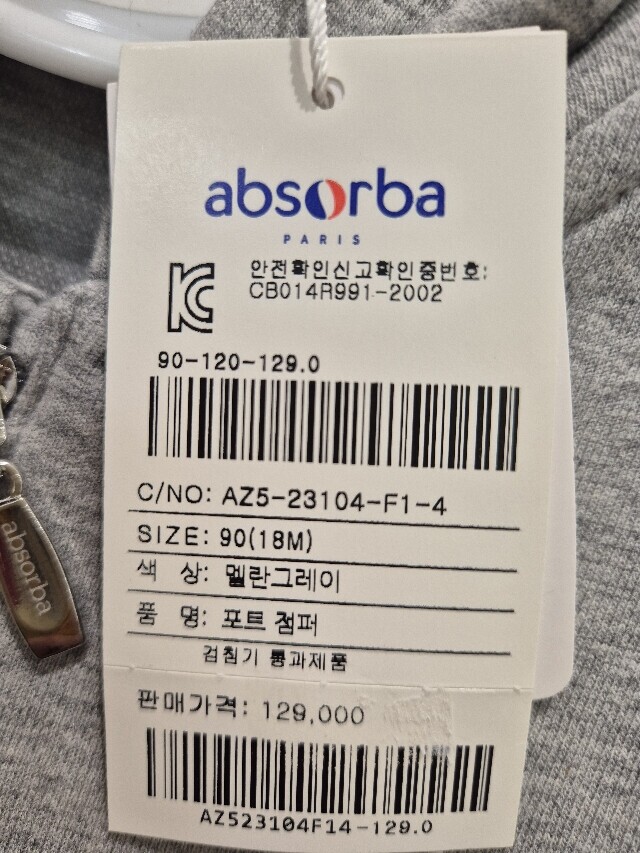 absorba
PARIS
안전확인신고확인증번호:
CB014R991-2002
90-120-129.0
C/NO: AZ5-23104-F1-4
SIZE: 90(18M)
색 상: 멜란그레이
품 명: 포트 점퍼
검침기 통과제품
판매가격: 129,000
AZ523104F14-129.0
absorba